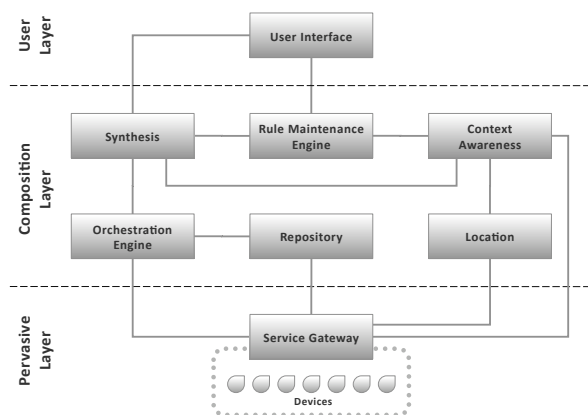 User
Layer
User Interface
Composition
Layer
Synthesis
Rule Maintenance
Engine
Context
Awareness
Orchestration
Engine
Repository
Location
Pervasive
Layer
Service Gateway
Devices